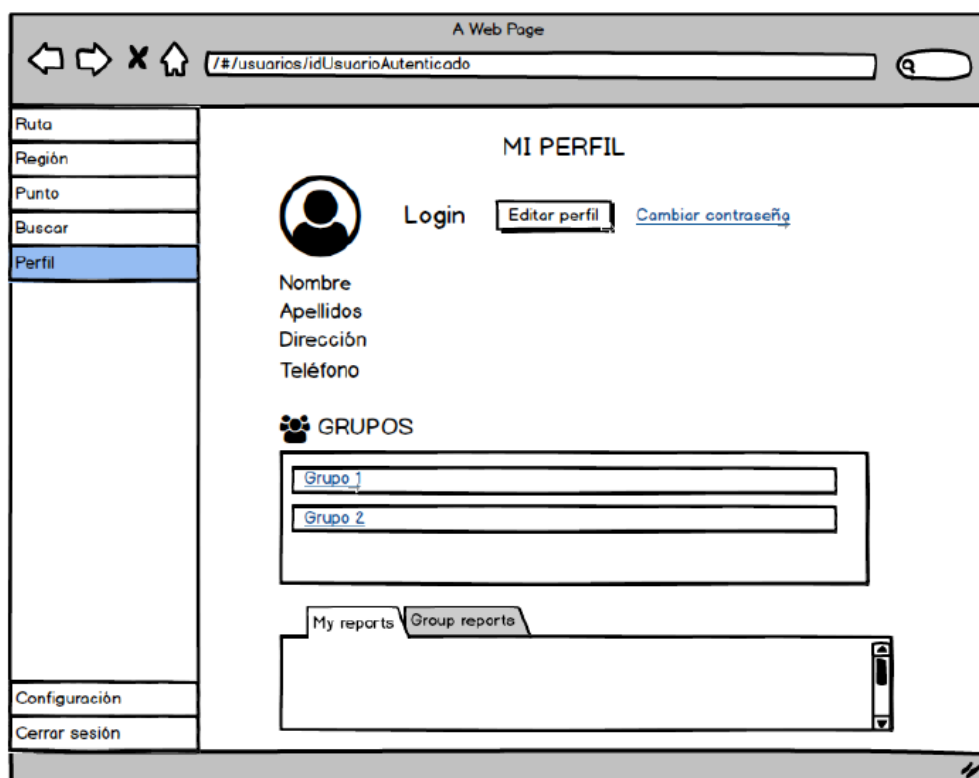 A Web Page
/#/usuarios/idUsuarioAutenticado
Ruta
Región
Punto
Buscar
Perfil
Configuración
Cerrar sesión
MI PERFIL
Login
Editar perfil
Cambiar contraseña
Nombre
Apellidos
Dirección
Teléfono
GRUPOS
Grupo 1
Grupo 2
My reports
Group reports